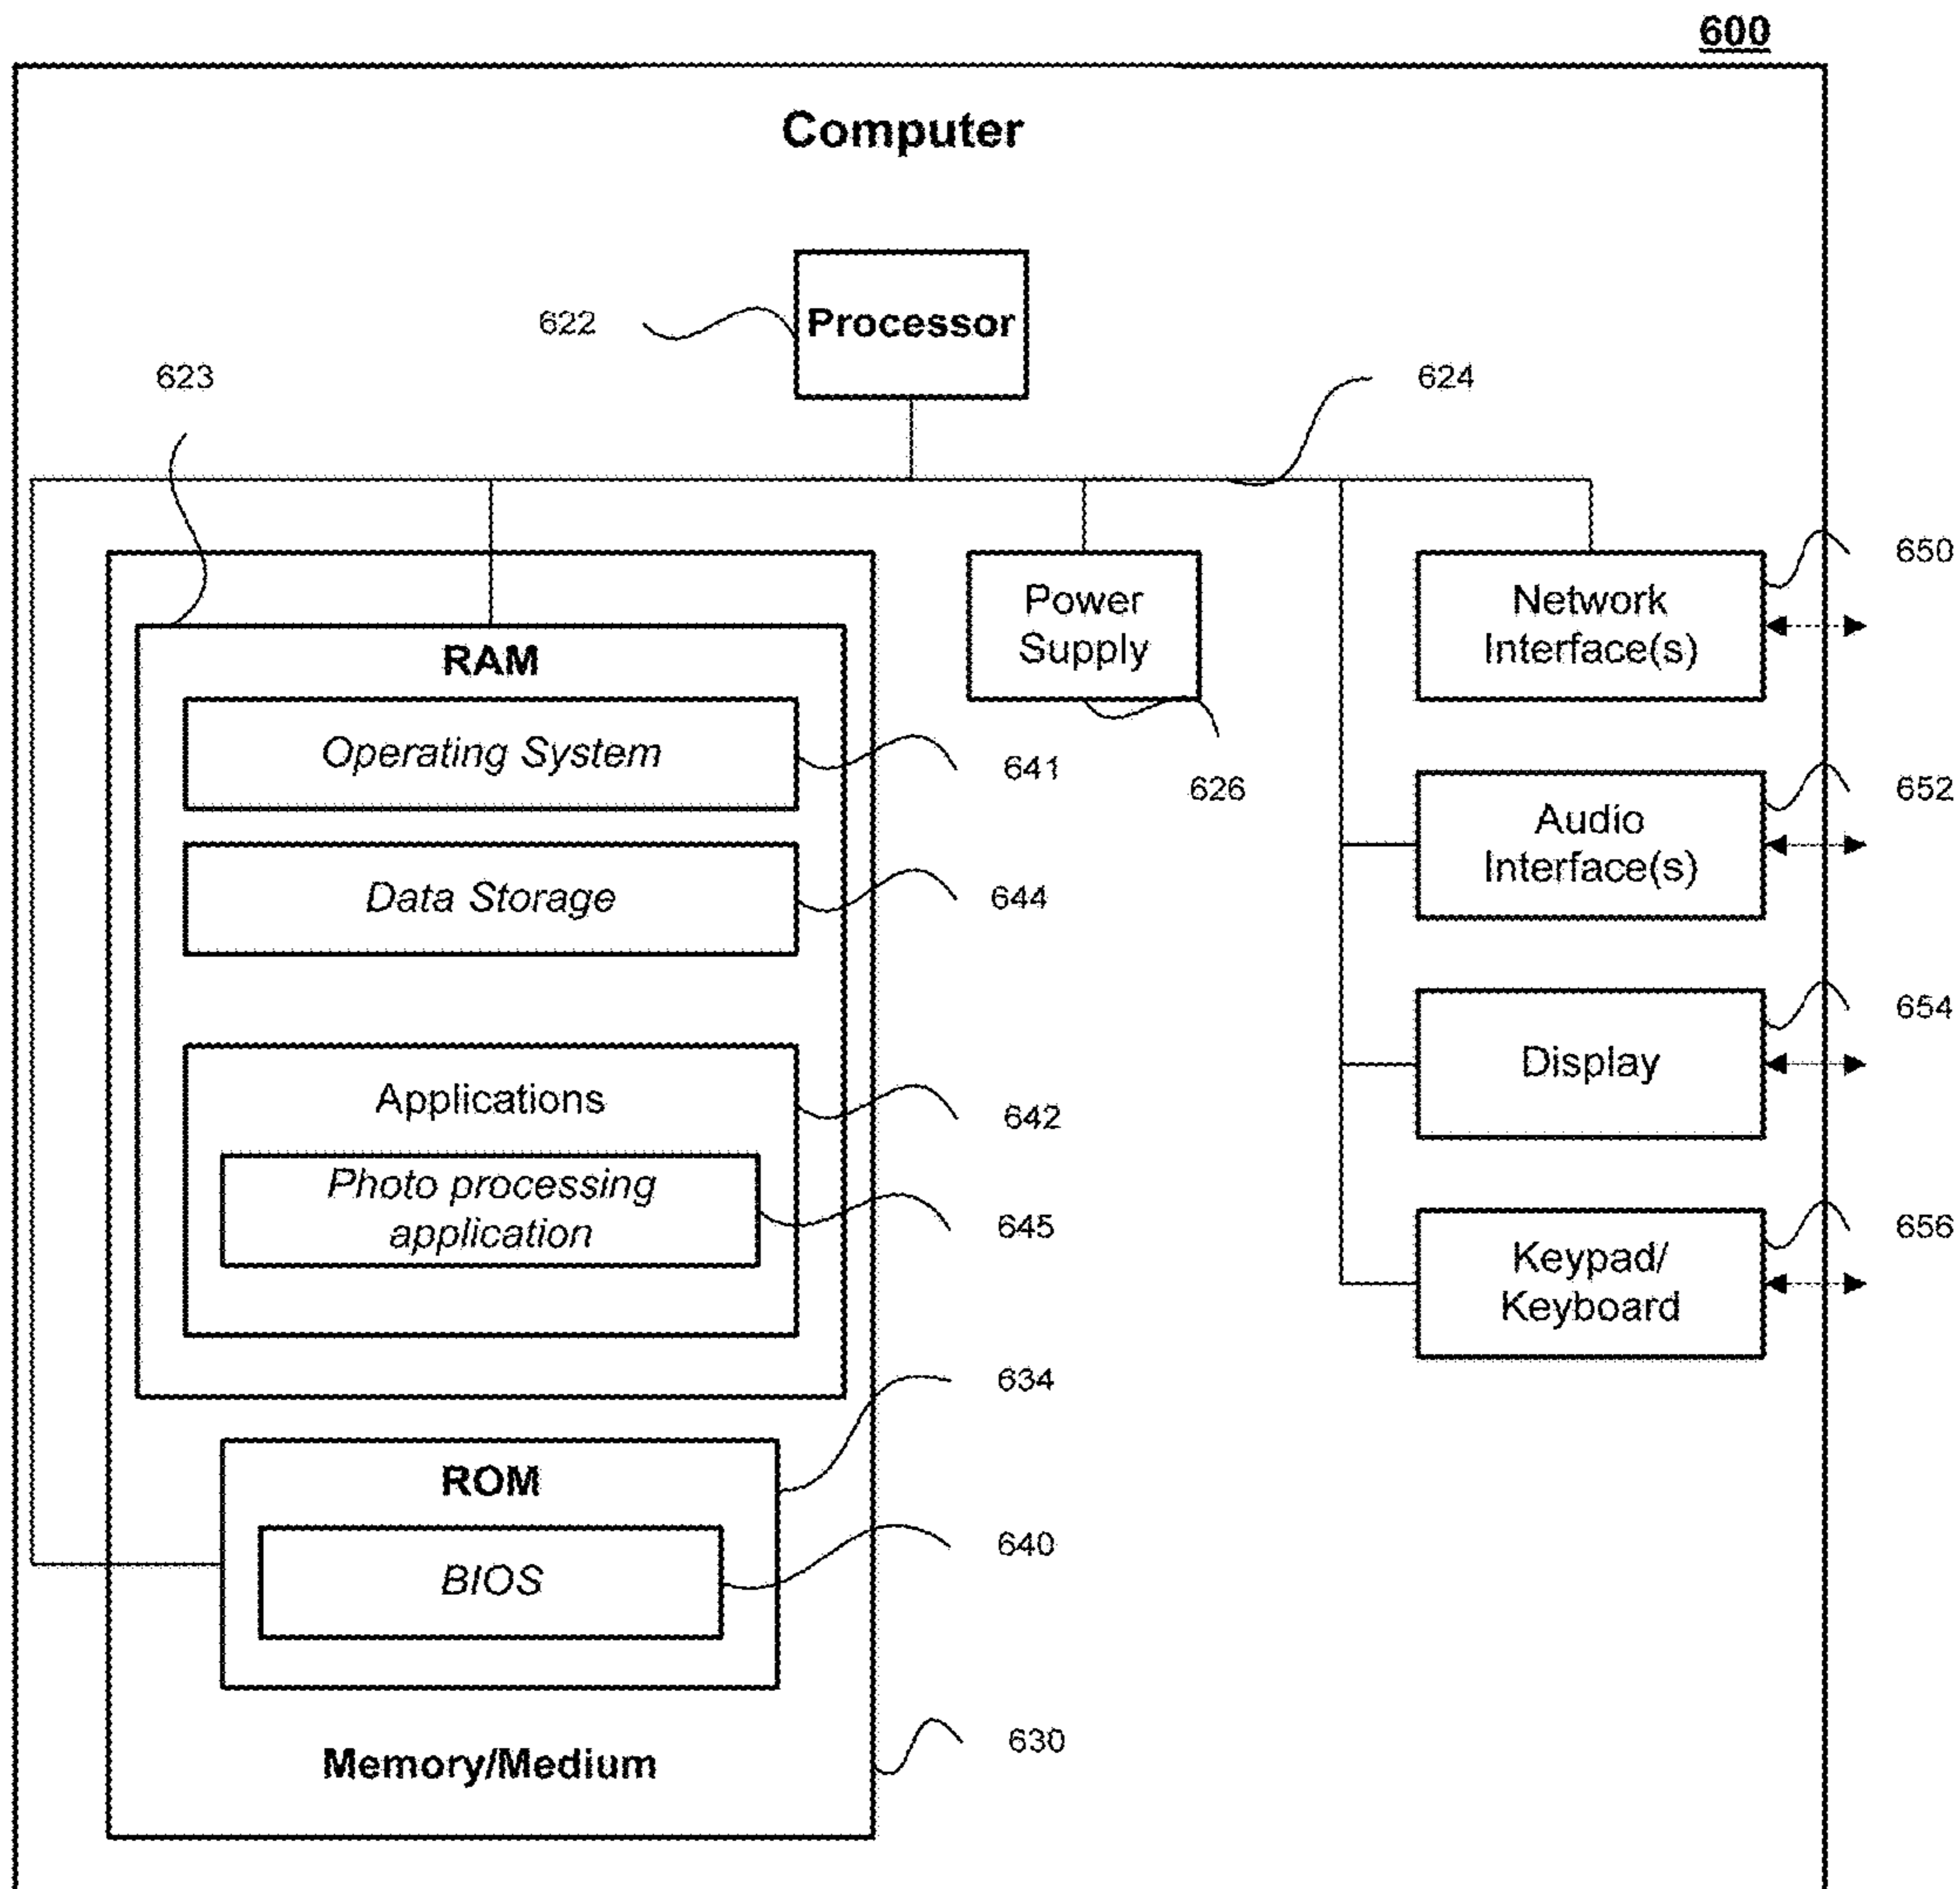 600
Computer
Processor
622
623
624
650
Network
Interface(s)
Power
Supply
626
RAM
Operating System
641
Data Storage
644
652
Audio
Interface(s)
654
Display
Applications
642
Photo processing
application
645
656
Keypad/
Keyboard
634
ROM
640
BIOS
630
Memory/Medium